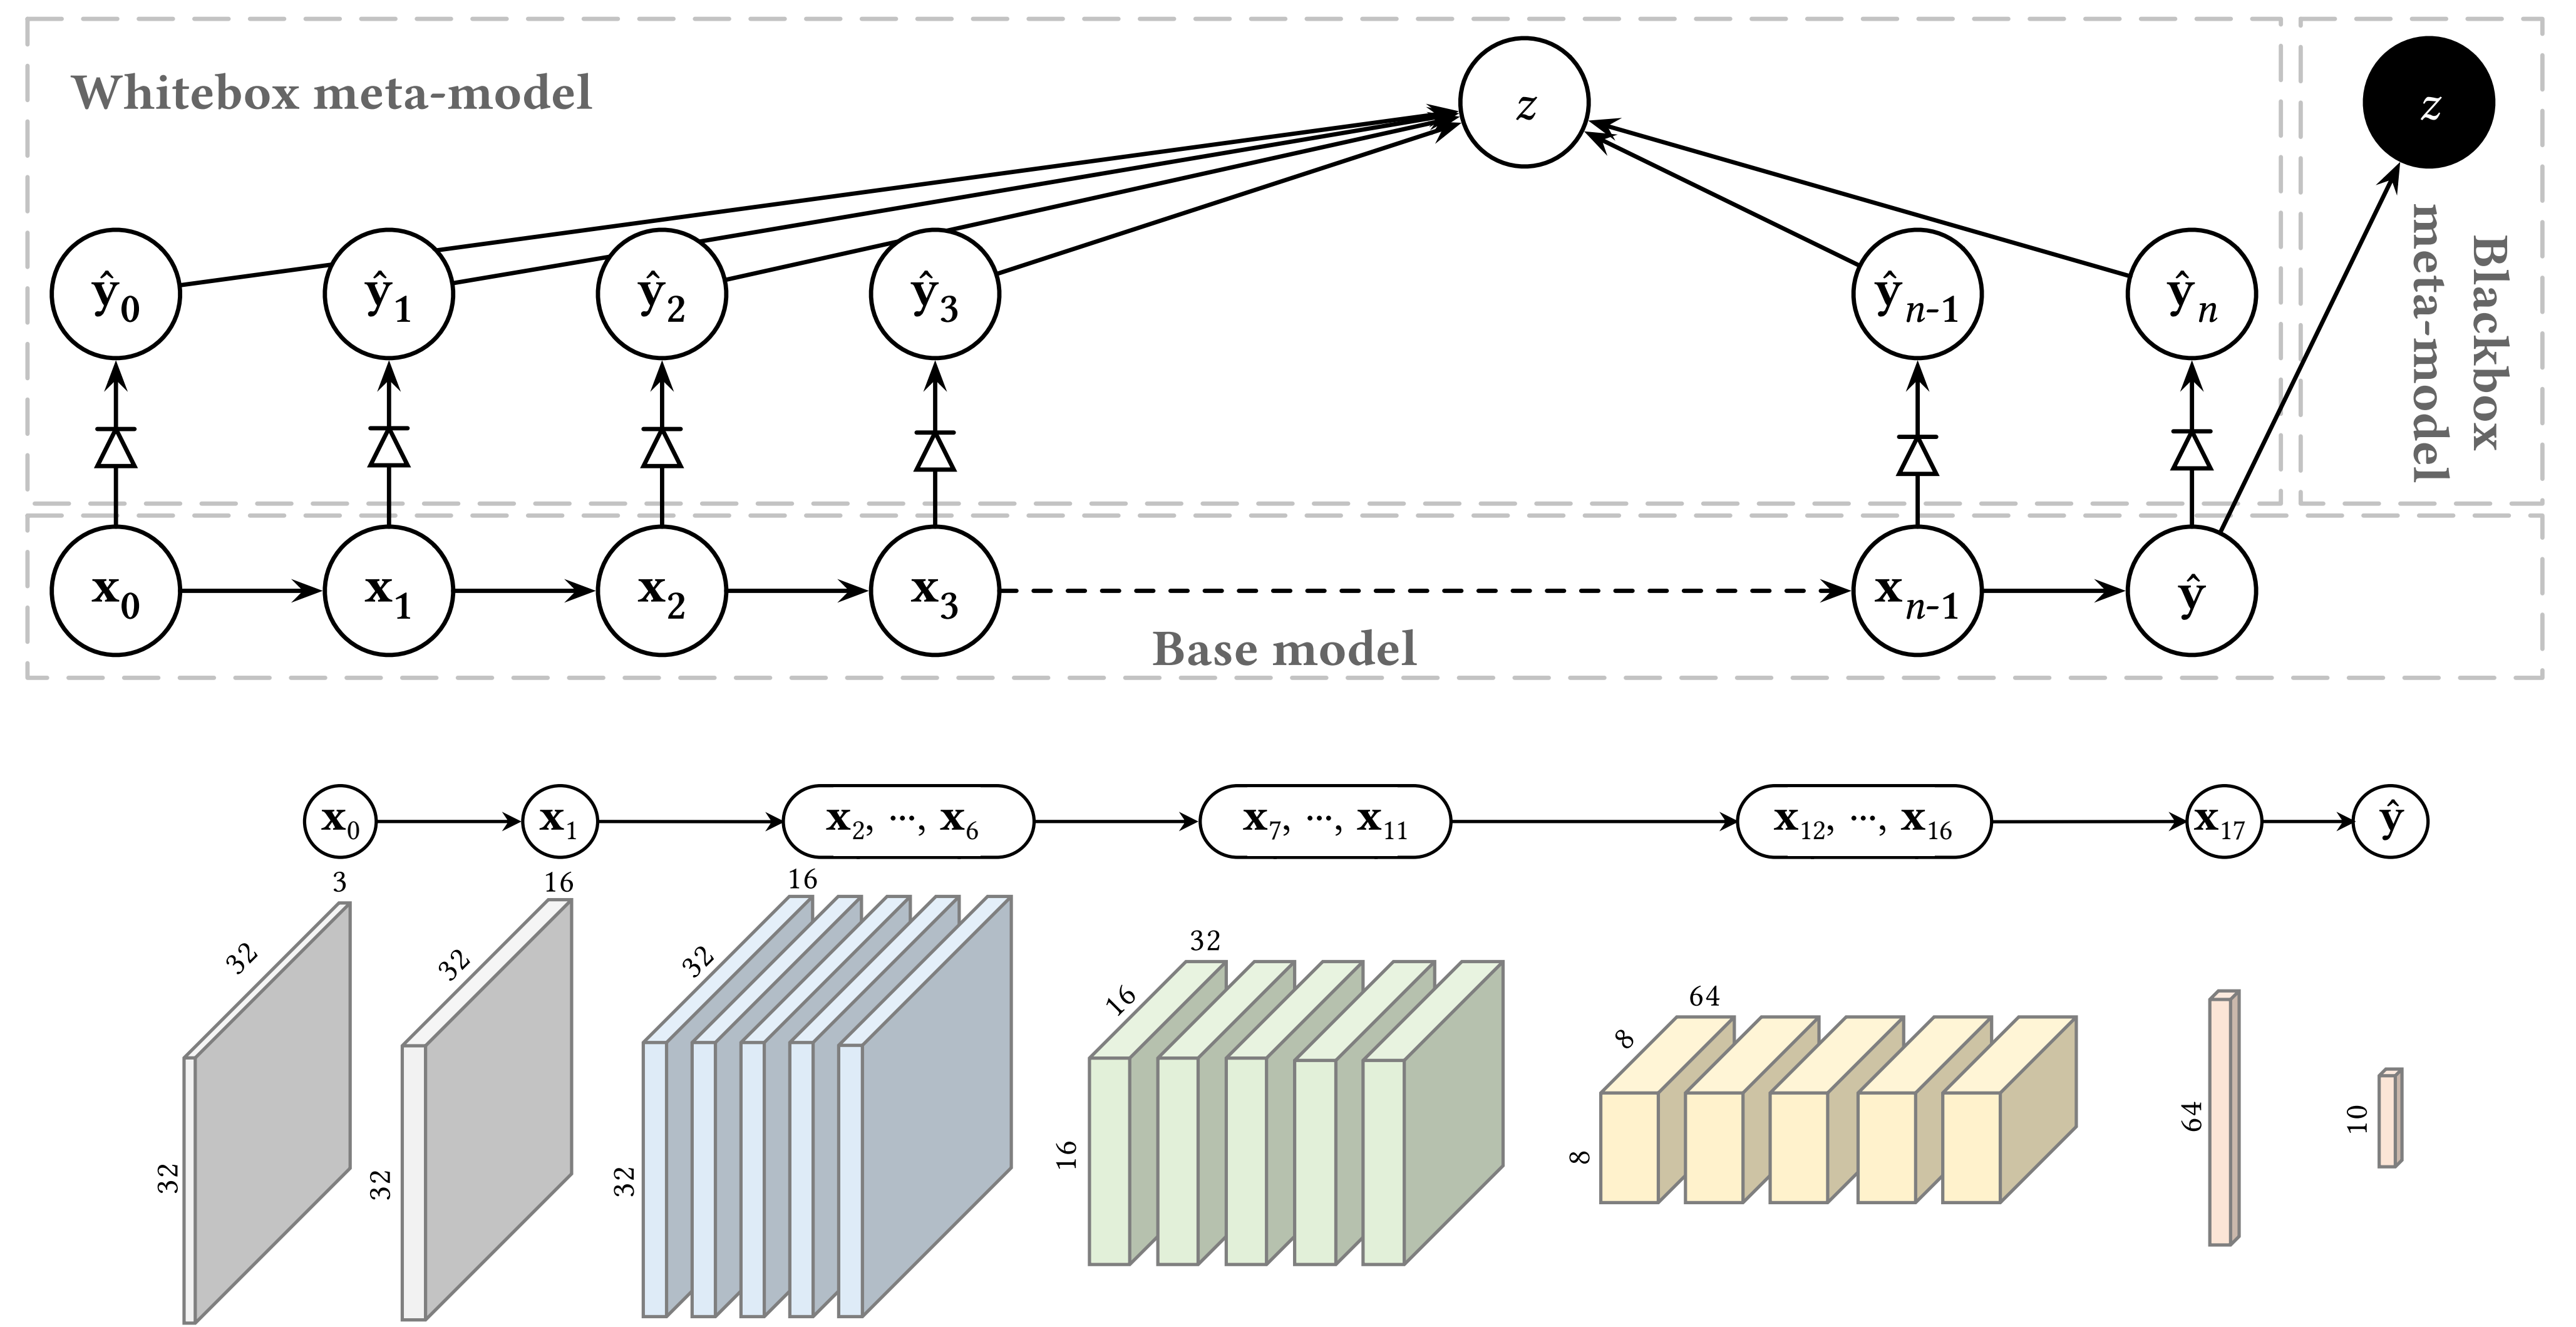 Whitebox meta-model
z
z
Blackbox
meta-model
ŷ0 ŷ1 ŷ2 ŷ3 ŷn-1 ŷn
x0 x1 x2 x3 xn-1 ŷ
Base model
x0 x1 x2, ···, x6 x7, ···, x11 x12, ···, x16 x17 ŷ
3 16 16 32 64
32 32 32 16 8
32 32 32 16 8 64 10